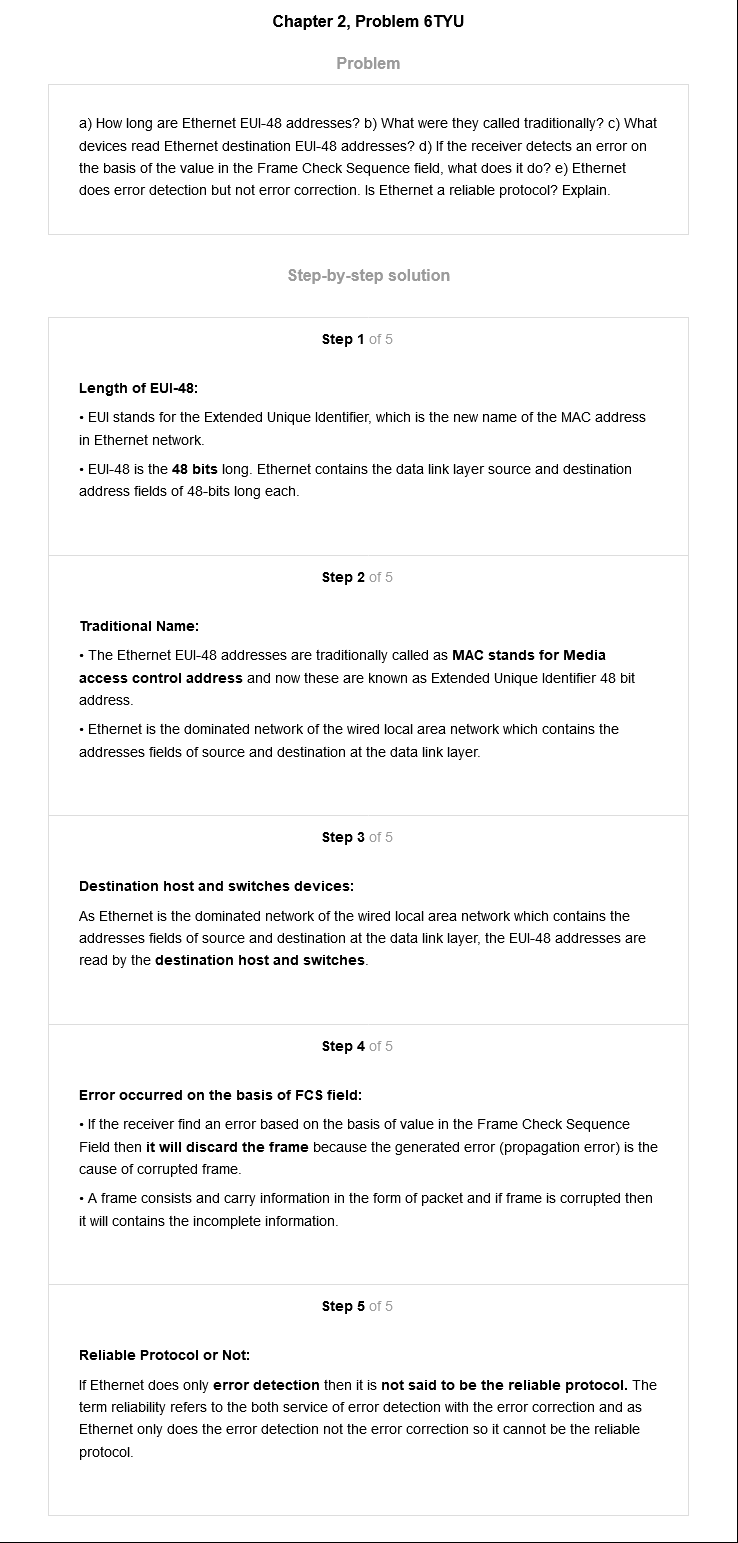 Chapter 2, Problem 6TYU
Problem
a) How long are Ethernet EUI-48 addresses? b) What were they called traditionally? c) What
devices read Ethernet destination EUI-48 addresses? d) If the receiver detects an error on
the basis of the value in the Frame Check Sequence field, what does it do? e) Ethernet
does error detection but not error correction. Is Ethernet a reliable protocol? Explain.
Step-by-step solution
Step 1 of 5
Length of EUI-48:
• EUI stands for the Extended Unique Identifier, which is the new name of the MAC address
in Ethernet network.
• EUI-48 is the 48 bits long. Ethernet contains the data link layer source and destination
address fields of 48-bits long each.
Step 2 of 5
Traditional Name:
• The Ethernet EUI-48 addresses are traditionally called as MAC stands for Media
access control address and now these are known as Extended Unique Identifier 48 bit
address.
• Ethernet is the dominated network of the wired local area network which contains the
addresses fields of source and destination at the data link layer.
Step 3 of 5
Destination host and switches devices:
As Ethernet is the dominated network of the wired local area network which contains the
addresses fields of source and destination at the data link layer, the EUI-48 addresses are
read by the destination host and switches.
Step 4 of 5
Error occurred on the basis of FCS field:
• If the receiver find an error based on the basis of value in the Frame Check Sequence
Field then it will discard the frame because the generated error (propagation error) is the
cause of corrupted frame.
• A frame consists and carry information in the form of packet and if frame is corrupted then
it will contains the incomplete information.
Step 5 of 5
Reliable Protocol or Not:
If Ethernet does only error detection then it is not said to be the reliable protocol. The
term reliability refers to the both service of error detection with the error correction and as
Ethernet only does the error detection not the error correction so it cannot be the reliable
protocol.